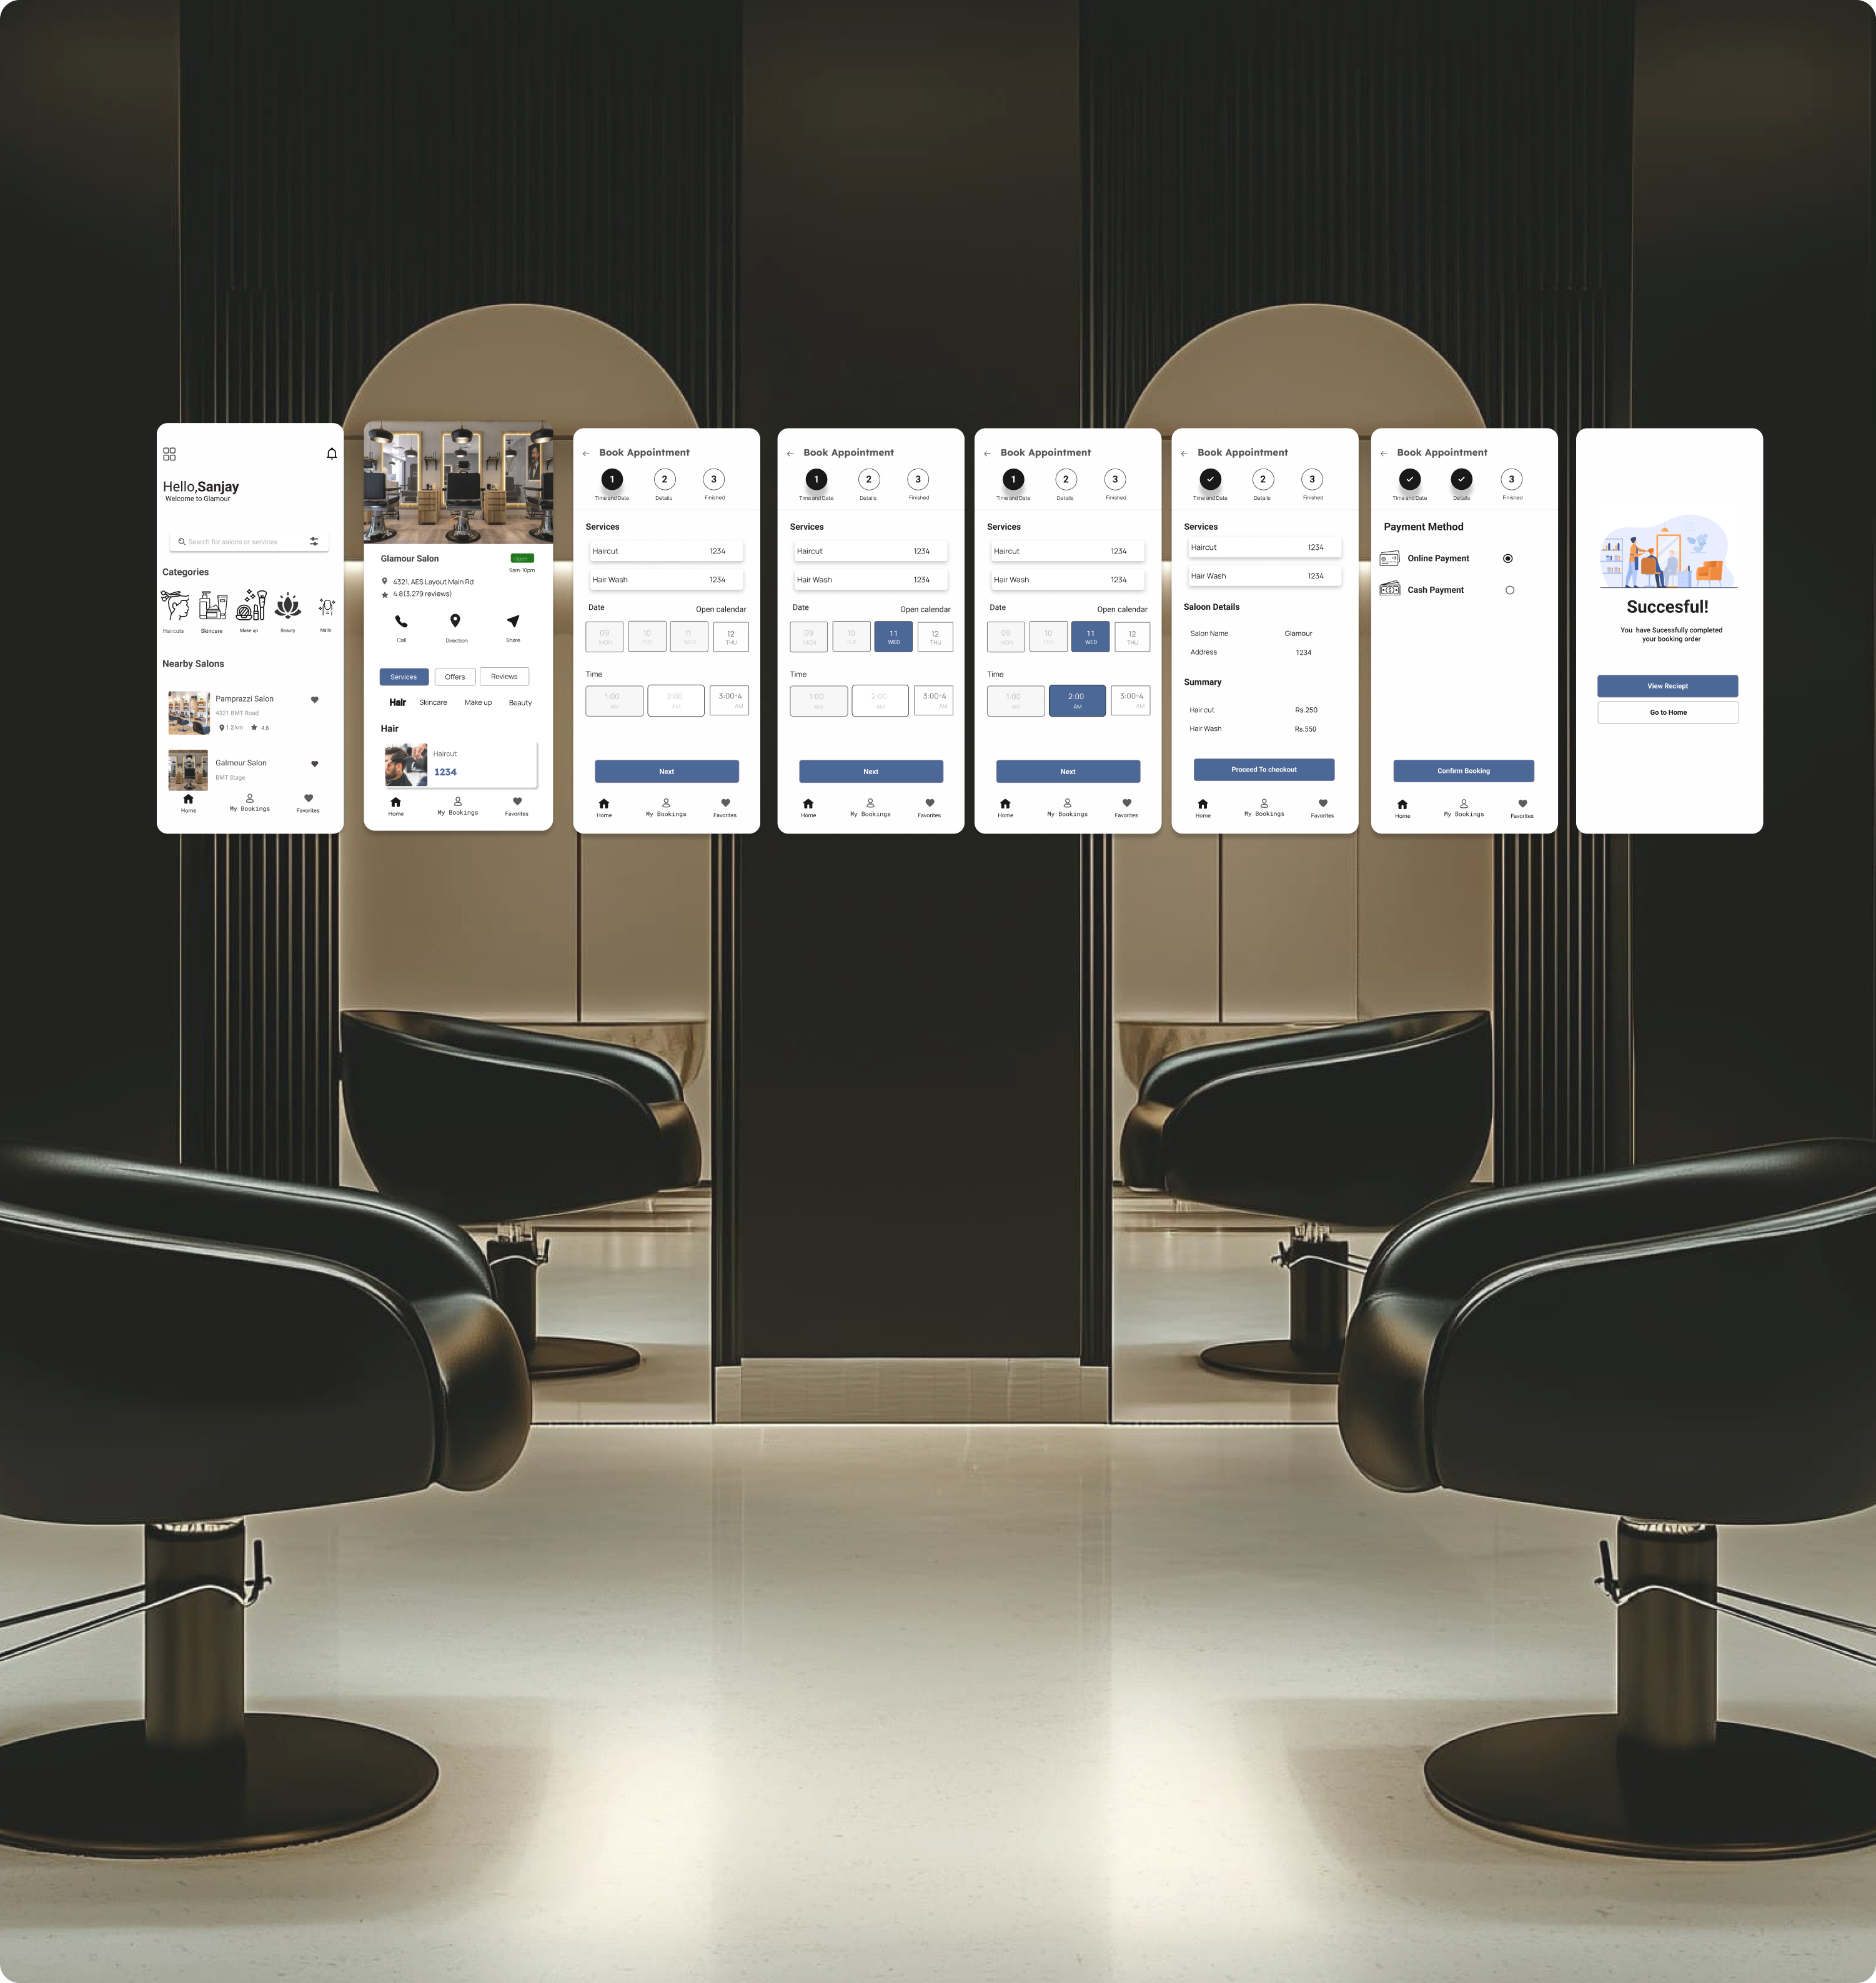 Hello,Sanjay
Welcome to Glamour
Search for salons or services
Categories
Haircuts Skincare Make up Beauty Nails
Nearby Salons
Pamprazzi Salon
4321 BMT Road
1.2 km 4.8
Galmour Salon
BMT Stage
Home My Bookings Favorites
Glamour Salon Open
9am-10pm
4321, AES Layout Main Rd
4.8(3,279 reviews)
Call Direction Share
Services Offers Reviews
Hair Skincare Make up Beauty
Hair
Haircut
1234
Home My Bookings Favorites
Book Appointment
1 2 3
Time and Date Details Finished
Services
Haircut 1234
Hair Wash 1234
Date Open calendar
09 10 11 12
MON TUE WED THU
Time
1:00 2:00 3:00-4
AM AM AM
Next
Home My Bookings Favorites
Book Appointment
1 2 3
Time and Date Details Finished
Services
Haircut 1234
Hair Wash 1234
Date Open calendar
09 10 11 12
MON TUE WED THU
Time
1:00 2:00 3:00-4
AM AM AM
Next
Home My Bookings Favorites
Book Appointment
1 2 3
Time and Date Details Finished
Services
Haircut 1234
Hair Wash 1234
Date Open calendar
09 10 11 12
MON TUE WED THU
Time
1:00 2:00 3:00-4
AM AM AM
Next
Home My Bookings Favorites
Book Appointment
2 3
Time and Date Details Finished
Services
Haircut 1234
Hair Wash 1234
Saloon Details
Salon Name Glamour
Address 1234
Summary
Hair cut Rs.250
Hair Wash Rs.550
Proceed To checkout
Home My Bookings Favorites
Book Appointment
3
Time and Date Details Finished
Payment Method
Online Payment
Cash Payment
Confirm Booking
Home My Bookings Favorites
Succesful!
You have Sucessfully completed
your booking order
View Reciept
Go to Home